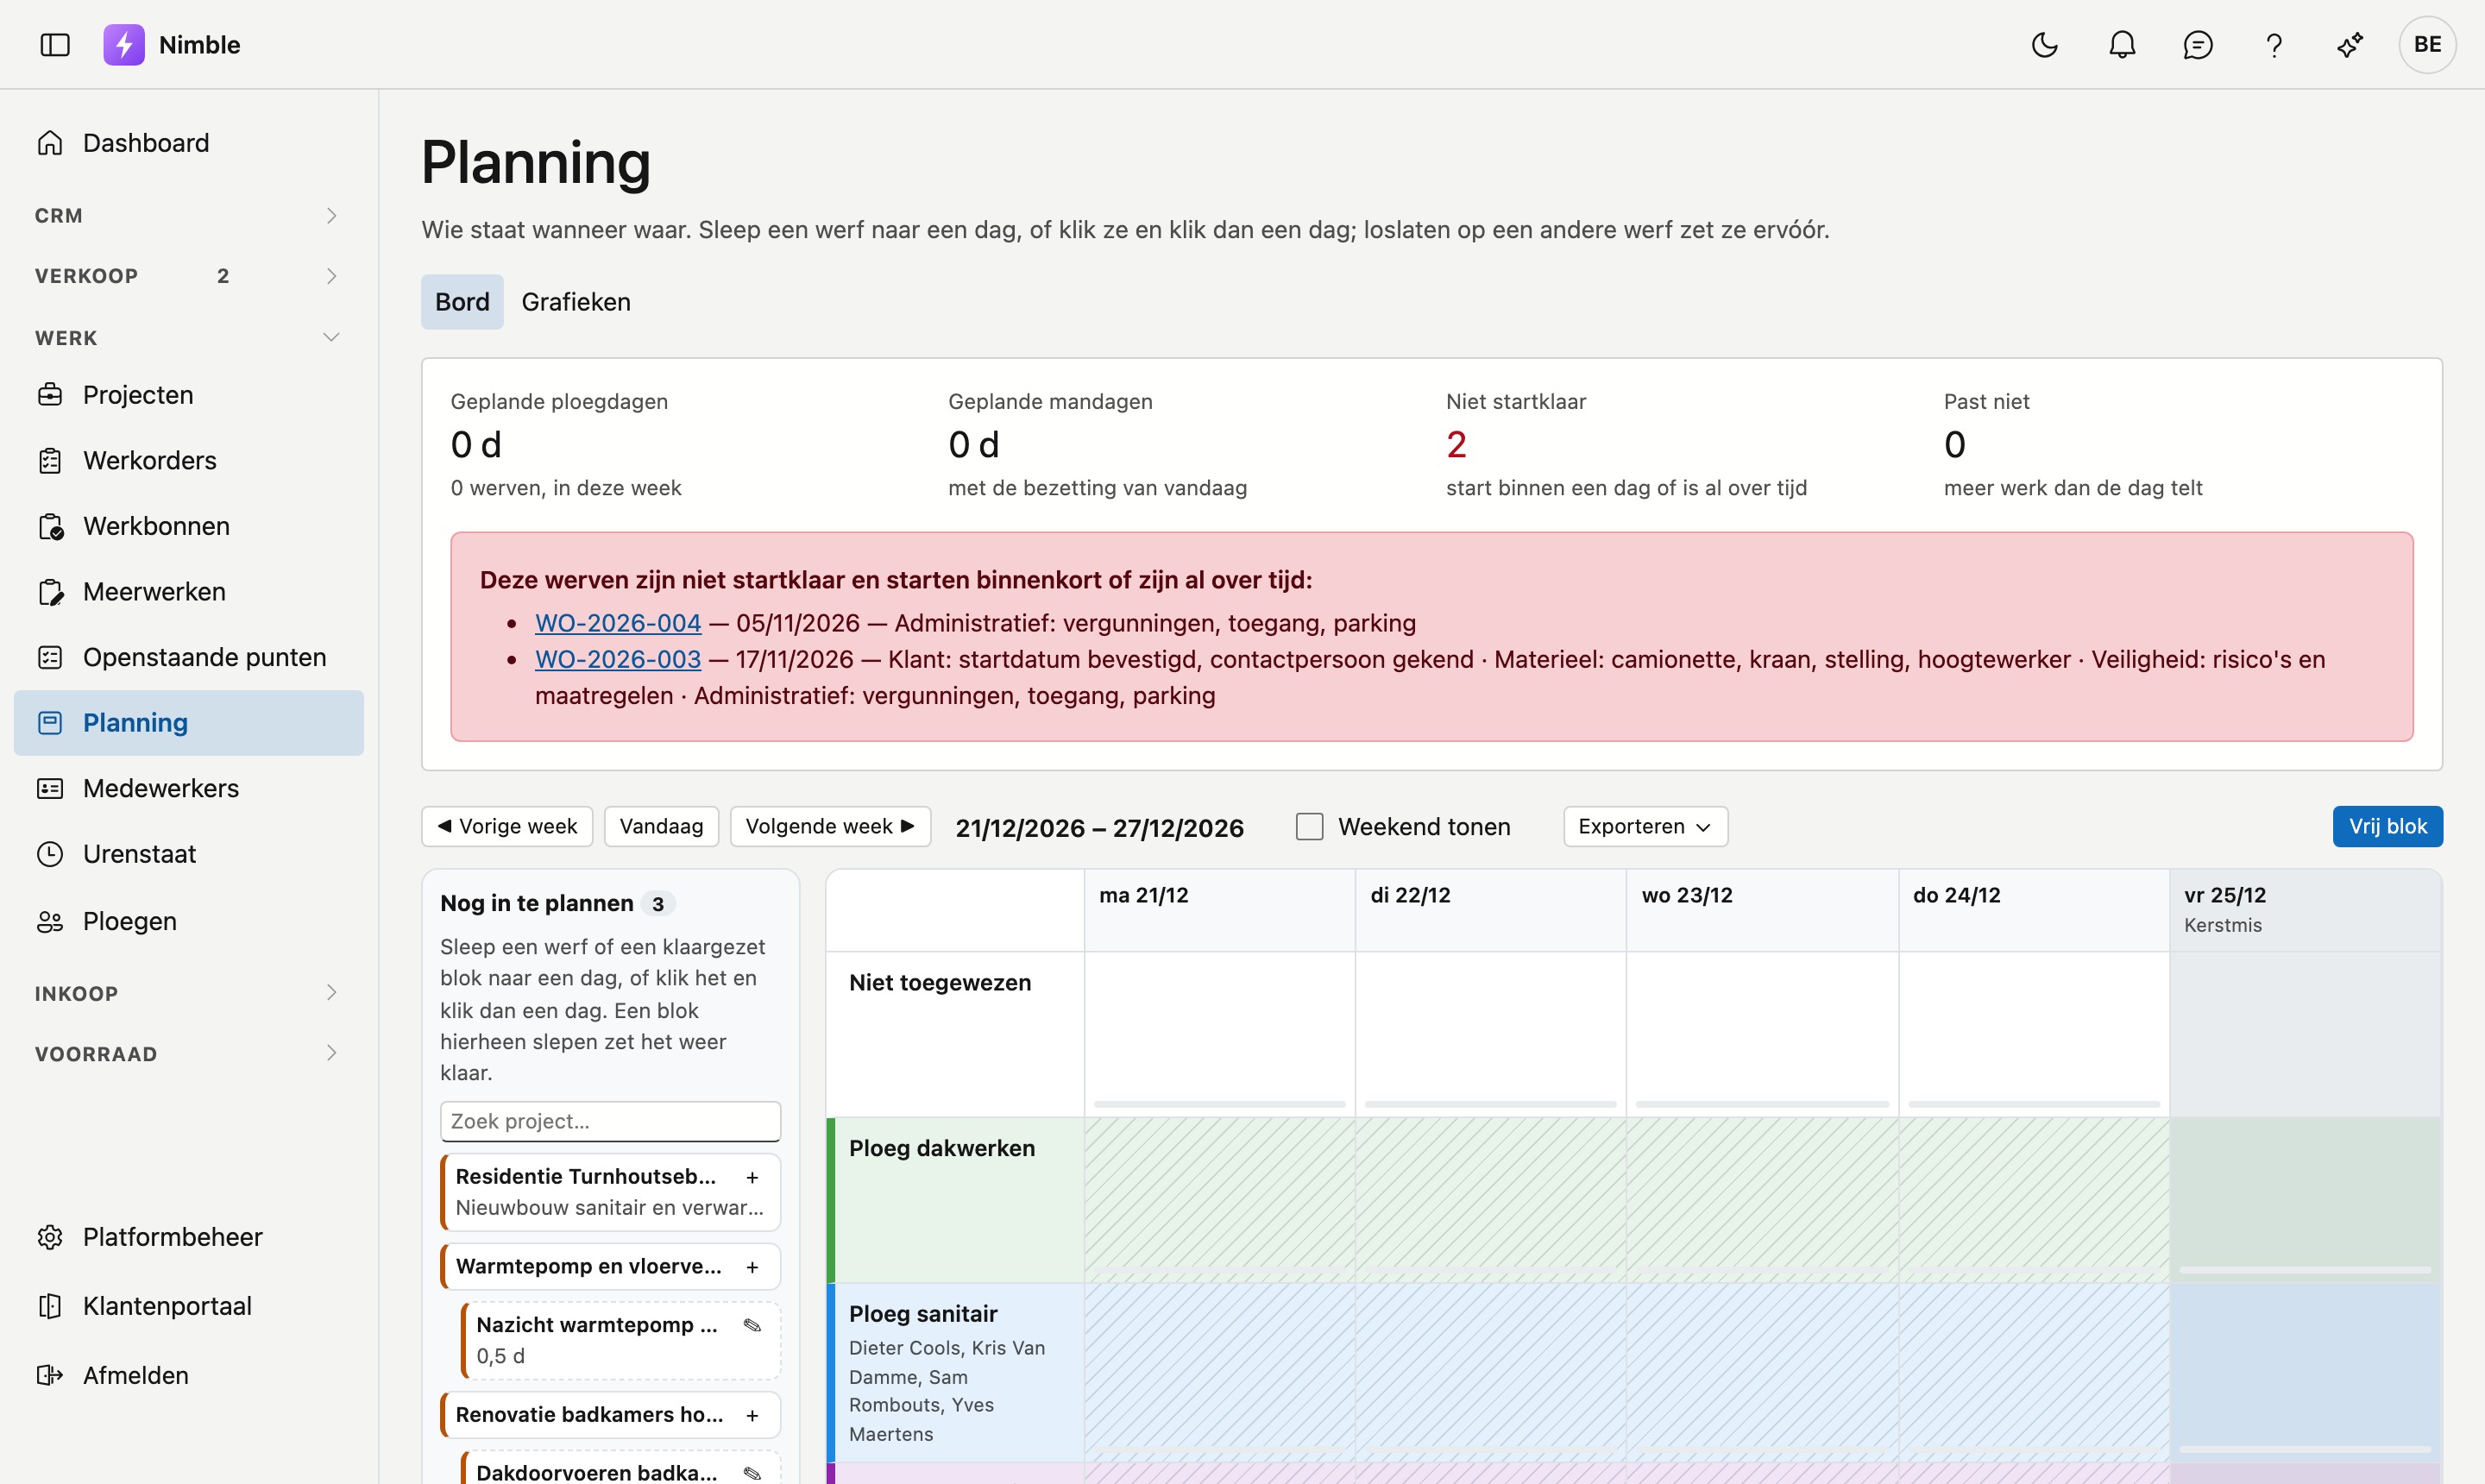 Nimble
BE
Dashboard
CRM
VERKOOP 2
WERK
Projecten
Werkorders
Werkbonnen
Meerwerken
Openstaande punten
Planning
Medewerkers
Urenstaat
Ploegen
INKOOP
VOORRAAD
Platformbeheer
Klantenportaal
Afmelden
Planning
Wie staat wanneer waar. Sleep een werf naar een dag, of klik ze en klik dan een dag; loslaten op een andere werf zet ze ervóór.
Bord Grafieken
Geplande ploegdagen
0 d
0 werven, in deze week
Geplande mandagen
0 d
met de bezetting van vandaag
Niet startklaar
2
start binnen een dag of is al over tijd
Past niet
0
meer werk dan de dag telt
Deze werven zijn niet startklaar en starten binnenkort of zijn al over tijd:
• WO-2026-004 — 05/11/2026 — Administratief: vergunningen, toegang, parking
• WO-2026-003 — 17/11/2026 — Klant: startdatum bevestigd, contactpersoon gekend · Materieel: camionette, kraan, stelling, hoogtewerker · Veiligheid: risico's en
maatregelen · Administratief: vergunningen, toegang, parking
Vorige week Vandaag Volgende week 21/12/2026 – 27/12/2026 Weekend tonen Exporteren Vrij blok
Nog in te plannen 3
Sleep een werf of een klaargezet
blok naar een dag, of klik het en
klik dan een dag. Een blok
hierheen slepen zet het weer
klaar.
Zoek project...
Residentie Turnhoutseb... +
Nieuwbouw sanitair en verwar...
Warmtepomp en vloerve... +
Nazicht warmtepomp ...
0,5 d
Renovatie badkamers ho... +
Dakdoorvoeren badka...
ma 21/12 di 22/12 wo 23/12 do 24/12 vr 25/12
Kerstmis
Niet toegewezen
Ploeg dakwerken
Ploeg sanitair
Dieter Cools, Kris Van
Damme, Sam
Rombouts, Yves
Maertens